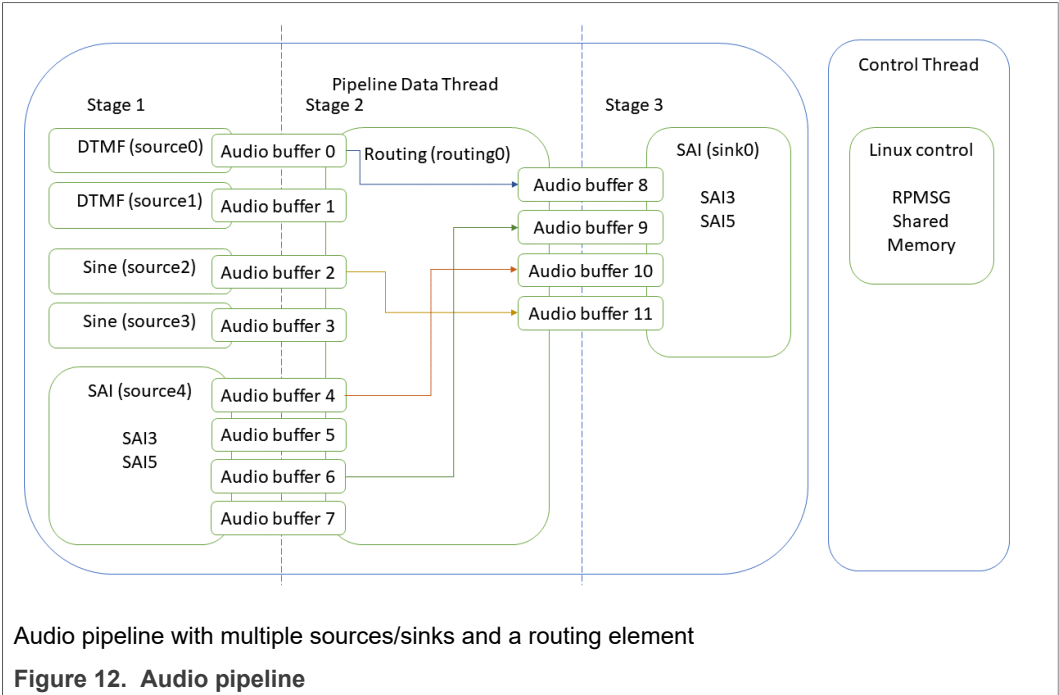 Pipeline Data Thread
Stage 1
Stage 2
Stage 3
DTMF (source0)
Audio buffer 0
DTMF (source1)
Audio buffer 1
Sine (source2)
Audio buffer 2
Sine (source3)
Audio buffer 3
SAI (source4)
SAI3
SAI5
Audio buffer 4
Audio buffer 5
Audio buffer 6
Audio buffer 7
Routing (routing0)
Audio buffer 8
Audio buffer 9
Audio buffer 10
Audio buffer 11
SAI (sink0)
SAI3
SAI5
Control Thread
Linux control
RPMSG
Shared
Memory
Audio pipeline with multiple sources/sinks and a routing element
Figure 12. Audio pipeline